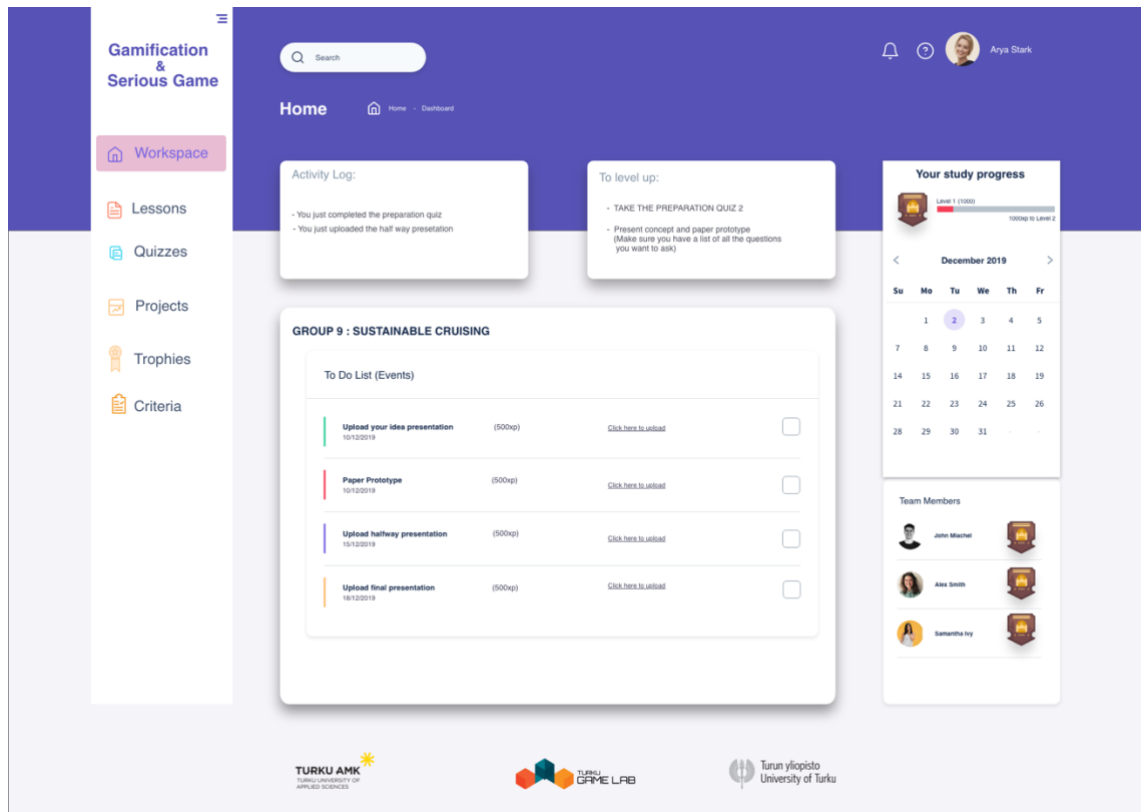 Gamification
&
Serious Game
Workspace
Lessons
Quizzes
Projects
Trophies
Criteria
Search
Arya Stark
Home
Home - Dashboard
Activity Log:
- You just completed the preparation quiz
- You just uploaded the half way presetation
To level up:
- TAKE THE PREPARATION QUIZ 2
- Present concept and paper prototype
(Make sure you have a list of all the questions
you want to ask)
GROUP 9 : SUSTAINABLE CRUISING
To Do List (Events)
Upload your idea presentation (500xp) Click here to upload
10/12/2019
Paper Prototype (500xp) Click here to upload
10/12/2019
Upload halfway presentation (500xp) Click here to upload
15/12/2019
Upload final presentation (500xp) Click here to upload
18/12/2019
Your study progress
Level 1 (1000)
1000xp to Level 2
< December 2019 >
Su Mo Tu We Th Fr
1 2 3 4 5
7 8 9 10 11 12
14 15 16 17 18 19
21 22 23 24 25 26
28 29 30 31 - -
Team Members
John Miachel
Alex Smith
Samantha Ivy
TURKU AMK
TURKU UNIVERSITY OF
APPLIED SCIENCES
TURKU
GAME LAB
Turun yliopisto
University of Turku